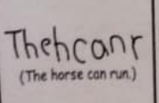 Thehcanr
(The horse can run.)